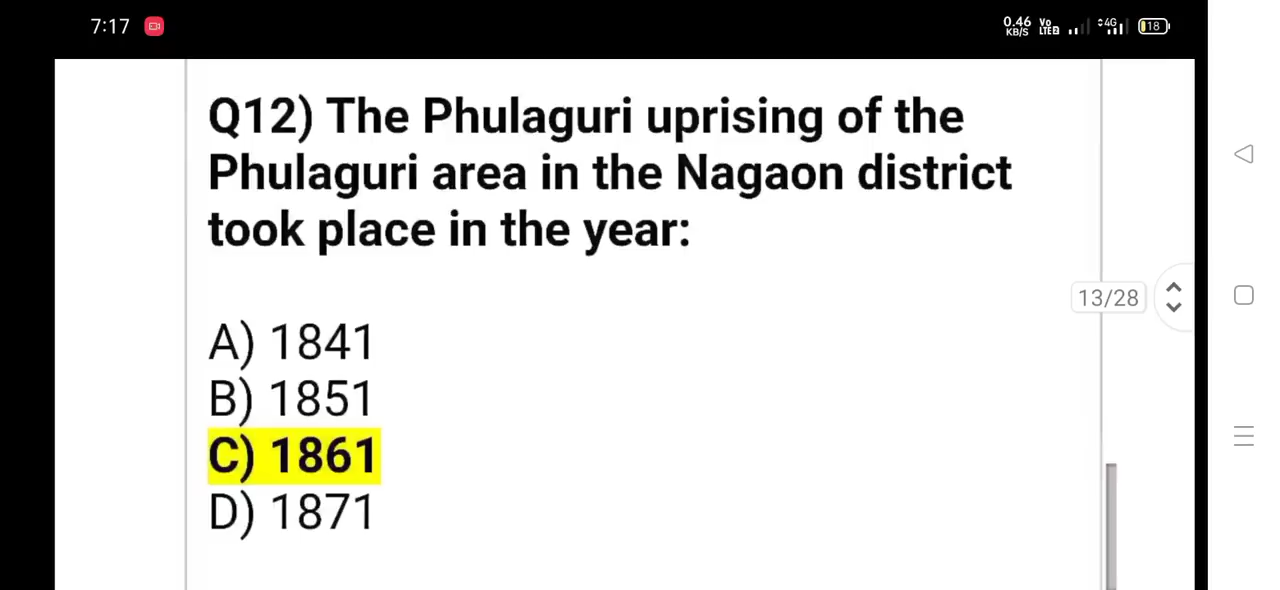 7:17
0.46 KB/S Vo LTE2 4G 18
Q12) The Phulaguri uprising of the
Phulaguri area in the Nagaon district
took place in the year:
13/28
A) 1841
B) 1851
C) 1861
D) 1871